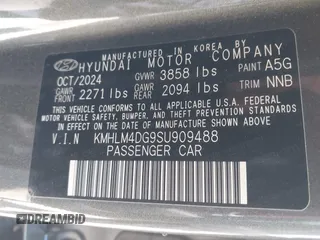 MANUFACTURED IN KOREA BY
HYUNDAI MOTOR COMPANY
OCT/2024 GVWR 3858 lbs PAINT A5G
GAWR FRONT 2271 lbs GAWR REAR 2094 lbs TRIM NNB
THIS VEHICLE CONFORMS TO ALL APPLICABLE U.S.
FEDERAL MOTOR VEHICLE SAFETY, BUMPER, AND
THEFT PREVENTION STANDARDS IN EFFECT ON THE
DATE OF MANUFACTURE SHOWN ABOVE.
V.I.N KMHLM4DG9SU909488
PASSENGER CAR
DREAMBID